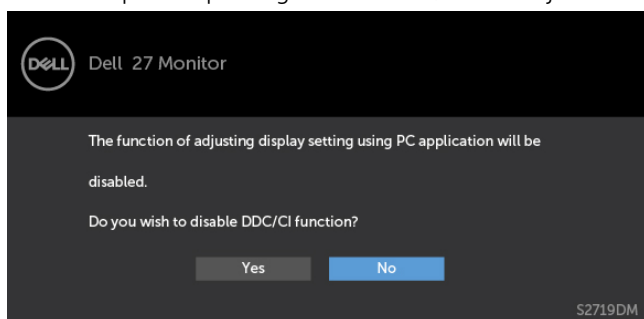 DELL
Dell 27 Monitor
The function of adjusting display setting using PC application will be
disabled.
Do you wish to disable DDC/CI function?
Yes
No
S2719DM